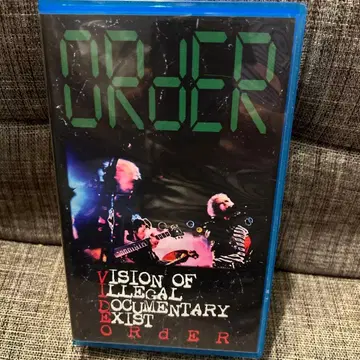 ORdER
VISION OF
ILLEGAL
DOCUMENTARY
EXIST
ORdER